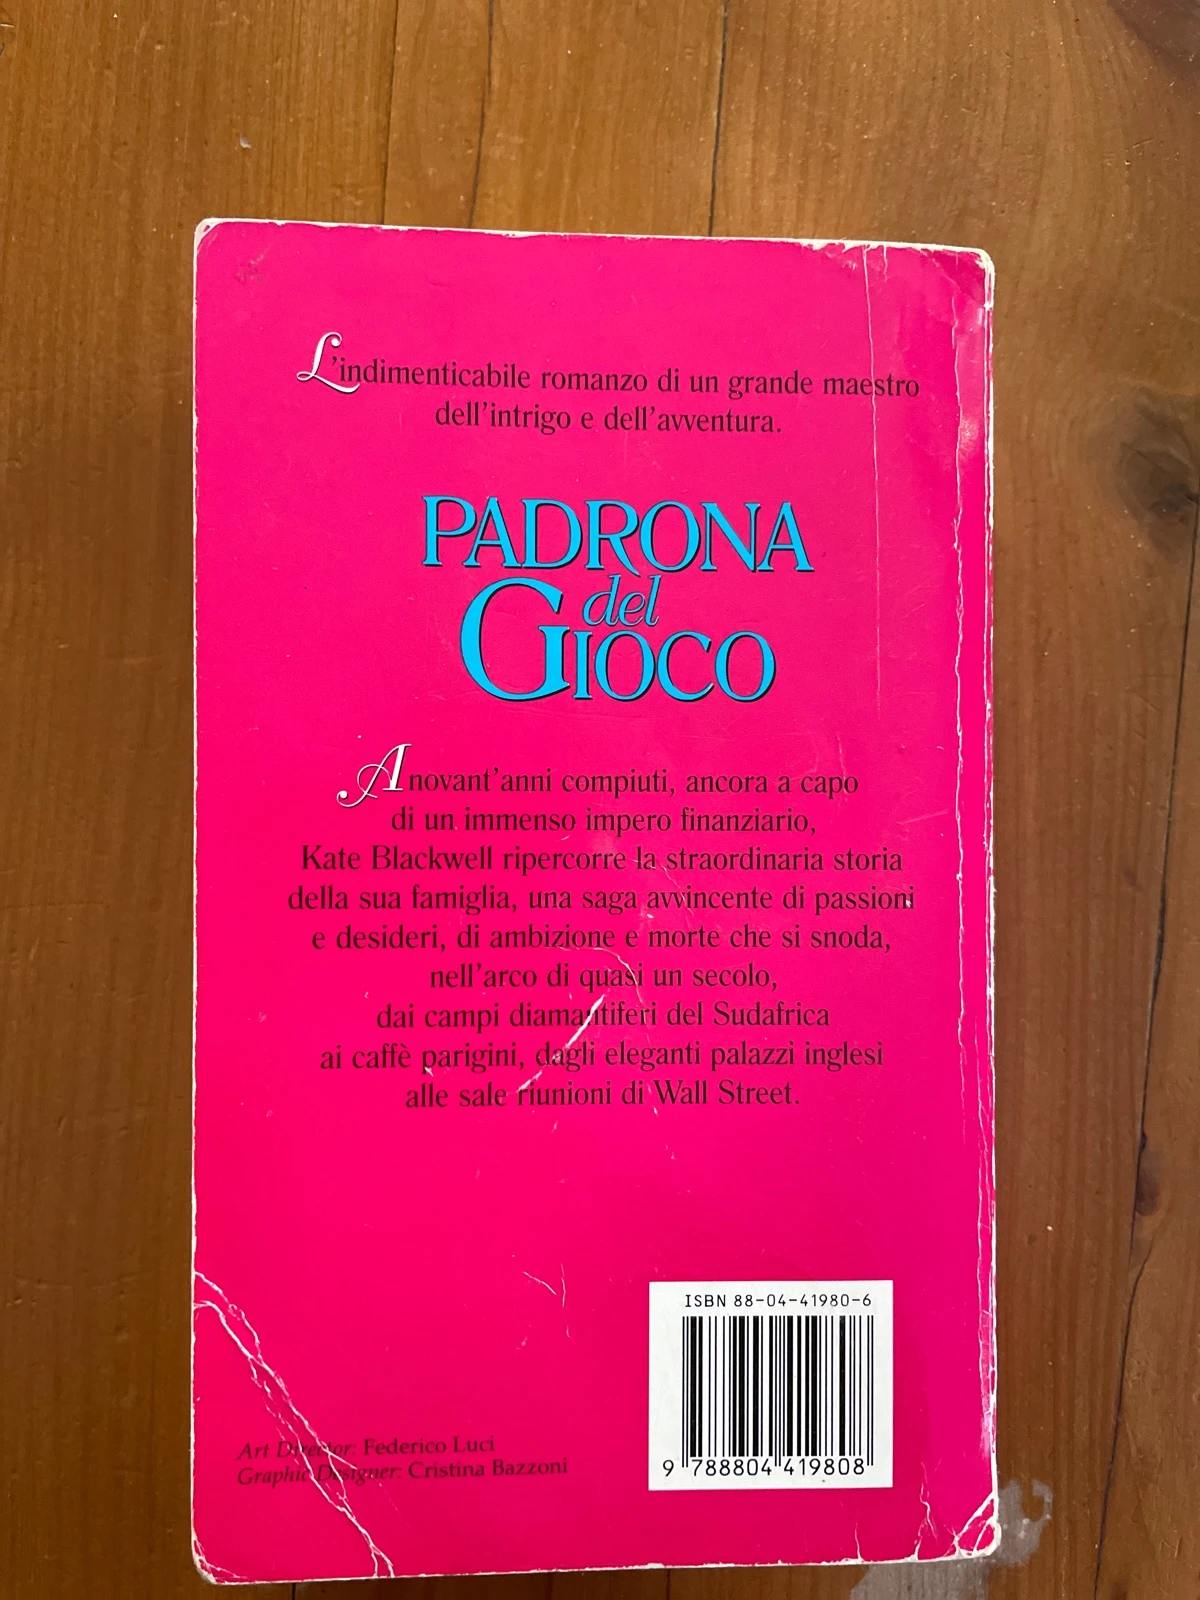 L'indimenticabile romanzo di un grande maestro
dell'intrigo e dell'avventura.
PADRONA
del
GIOCO
A novant'anni compiuti, ancora a capo
di un immenso impero finanziario,
Kate Blackwell ripercorre la straordinaria storia
della sua famiglia, una saga avvincente di passioni
e desideri, di ambizione e morte che si snoda,
nell'arco di quasi un secolo,
dai campi diamantiferi del Sudafrica
ai caffè parigini, dagli eleganti palazzi inglesi
alle sale riunioni di Wall Street.
ISBN 88-04-41980-6
9 788804 419808
Art Director: Federico Luci
Graphic Designer: Cristina Bazzoni